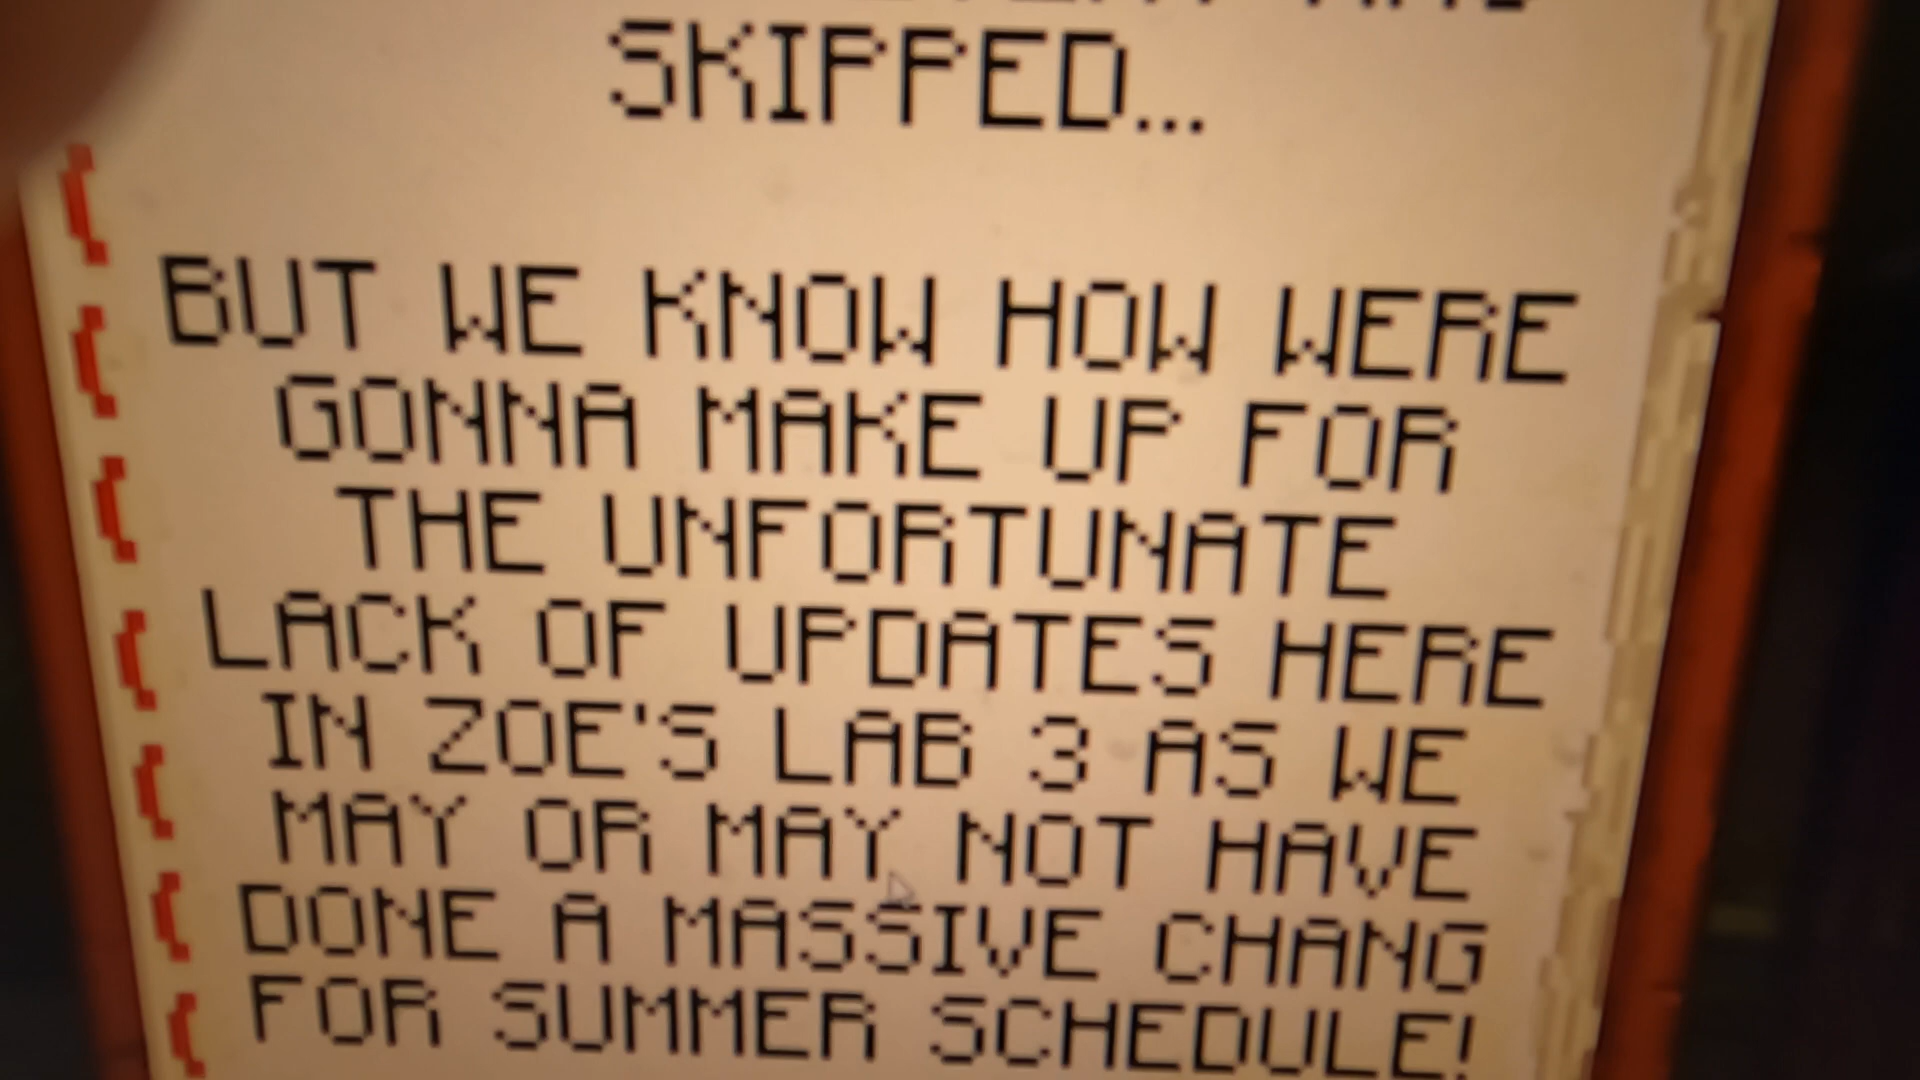 SKIPPED...
BUT WE KNOW HOW WERE
GONNA MAKE UP FOR
THE UNFORTUNATE
LACK OF UPDATES HERE
IN ZOE'S LAB 3 AS WE
MAY OR MAY NOT HAVE
DONE A MASSIVE CHANG
FOR SUMMER SCHEDULE!